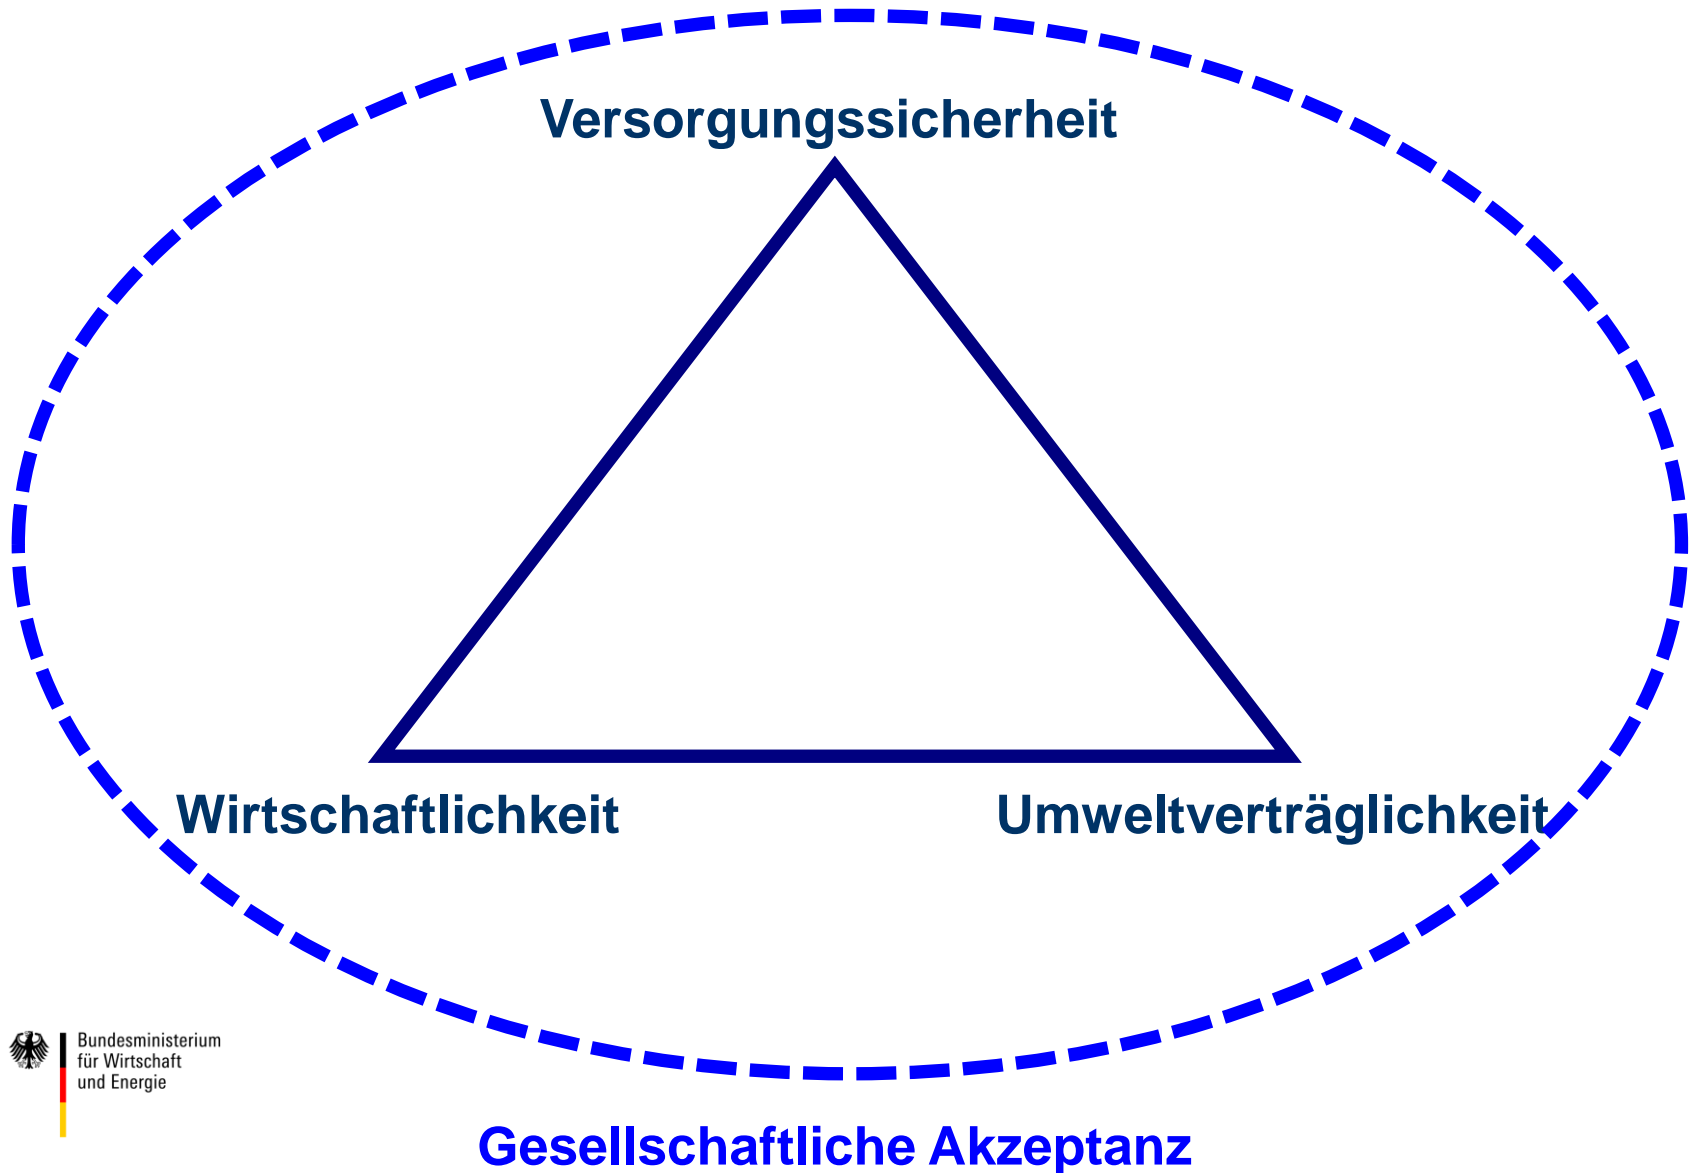 Versorgungssicherheit
Wirtschaftlichkeit
Umweltverträglichkeit
Bundesministerium
für Wirtschaft
und Energie
Gesellschaftliche Akzeptanz